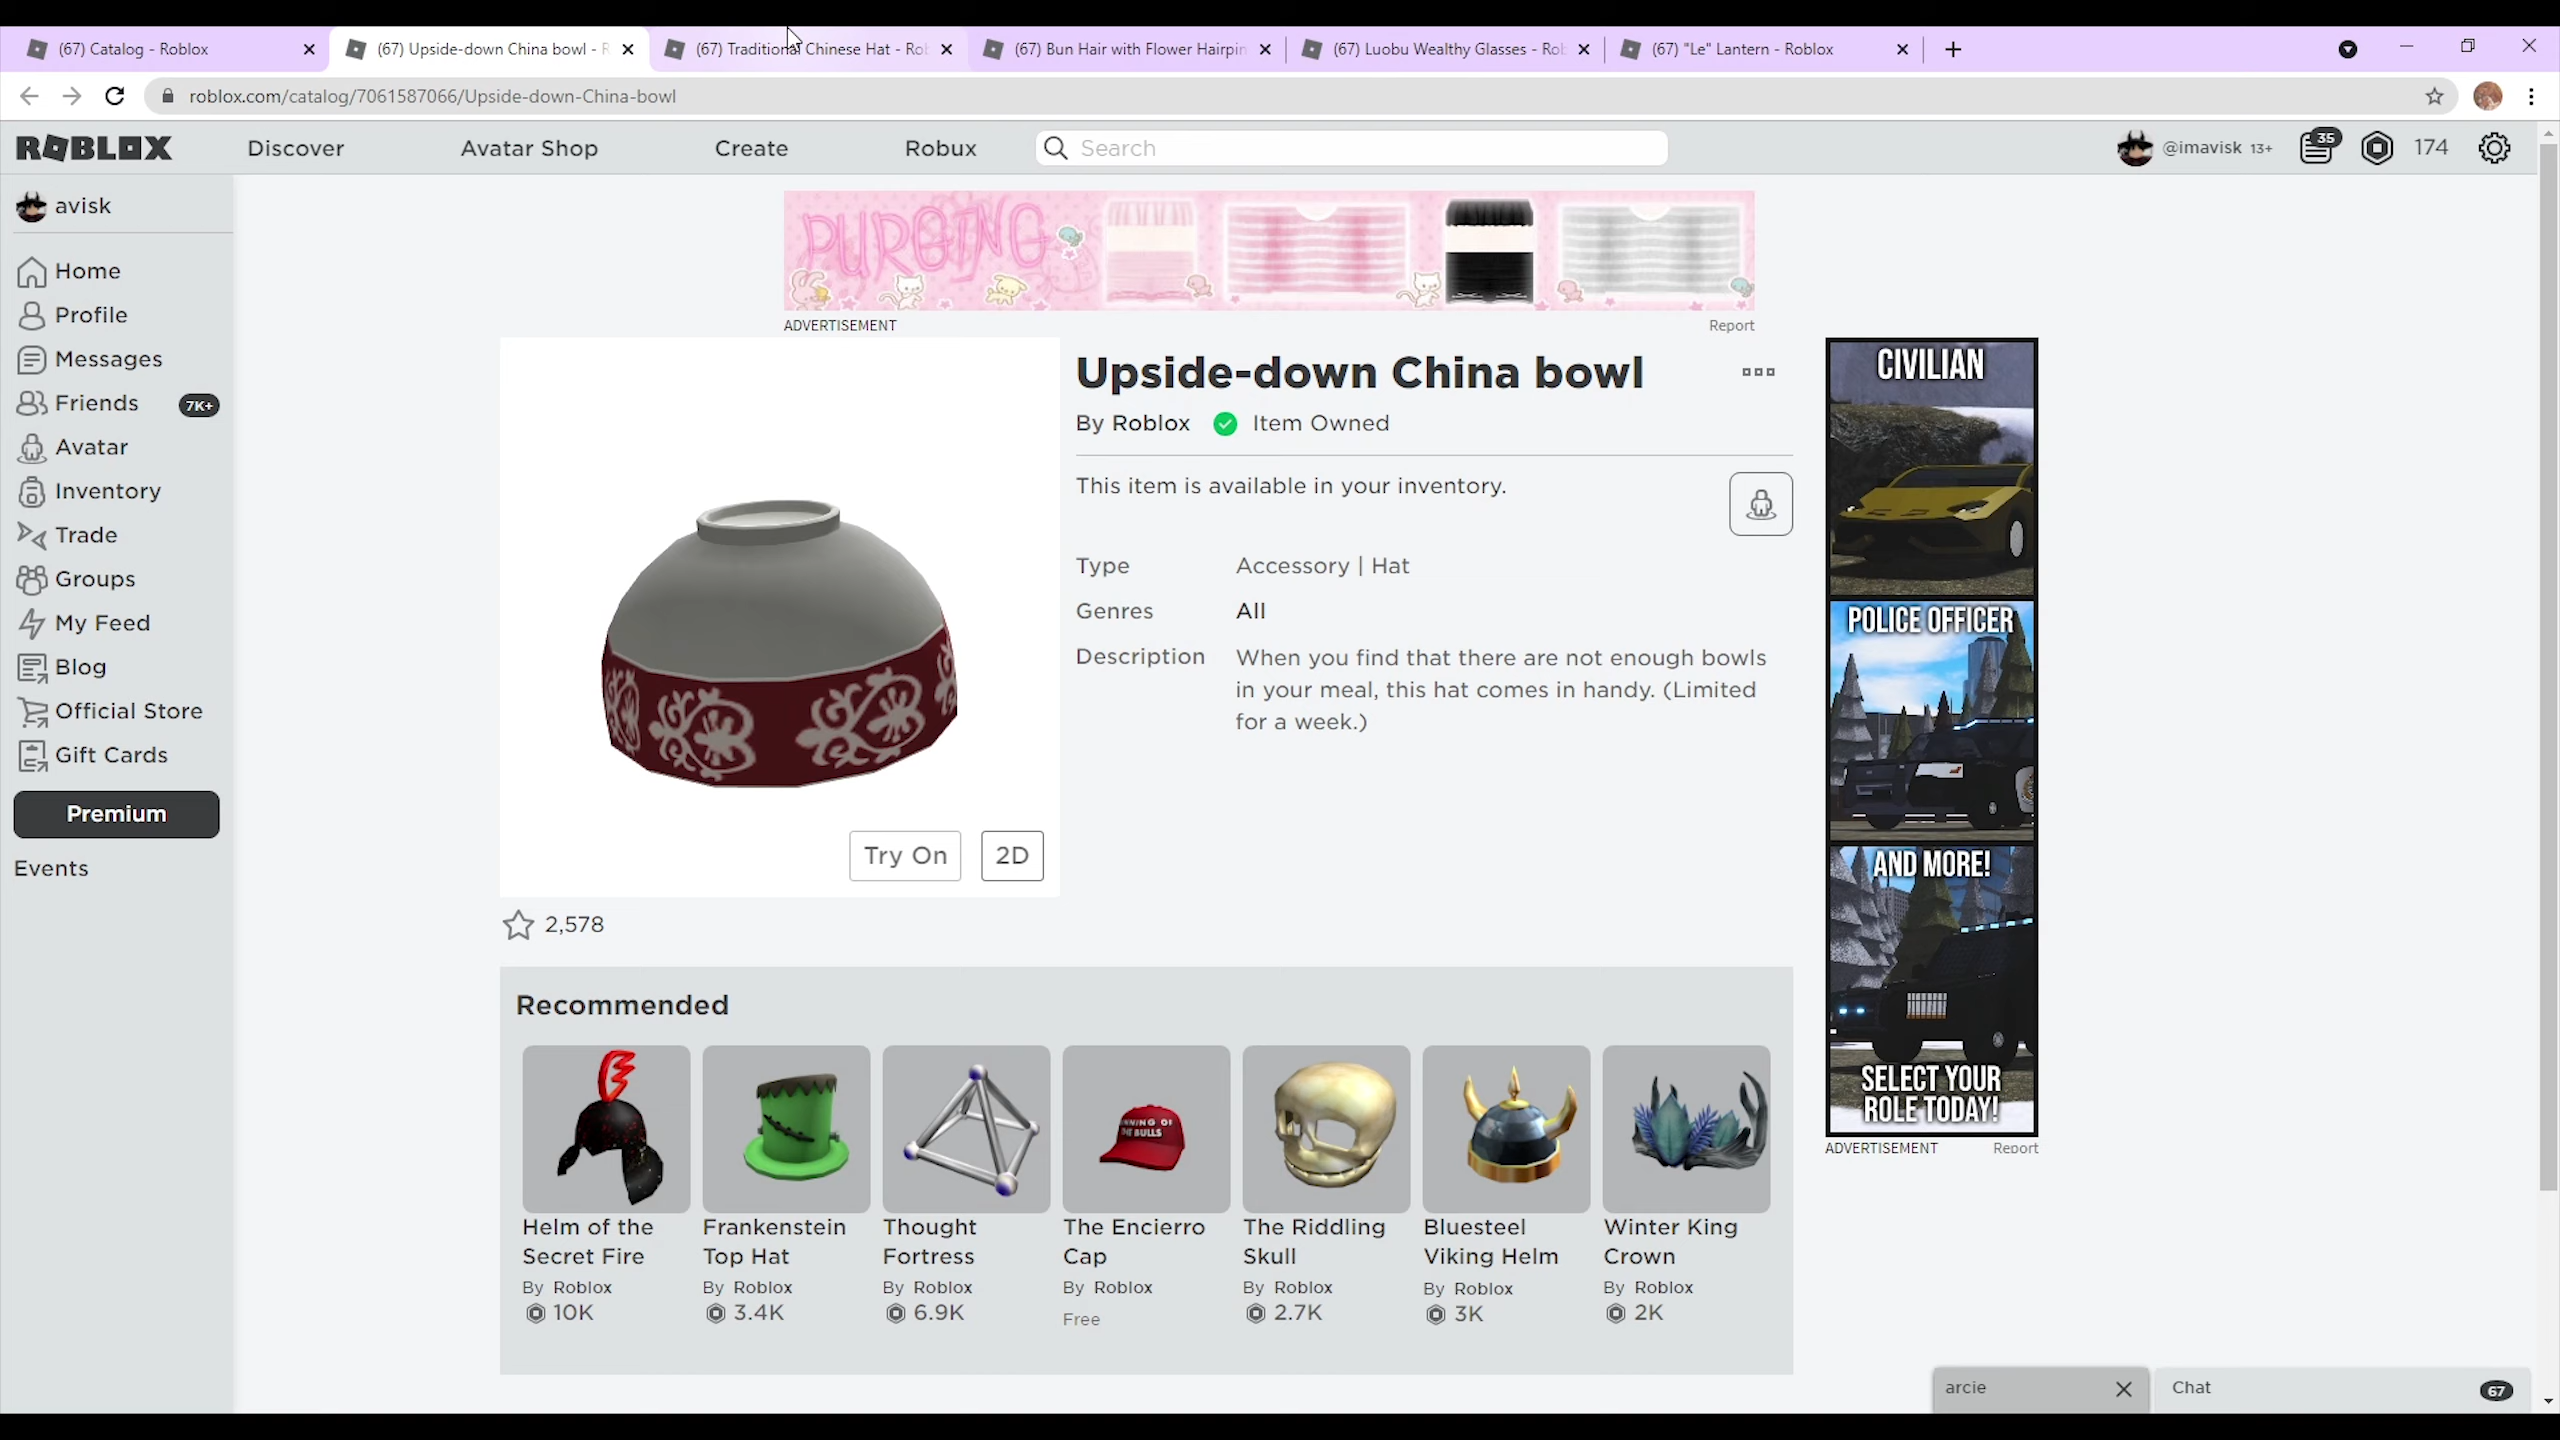 (67) Catalog - Roblox
(67) Upside-down China bowl - R
(67) Traditional Chinese Hat - Rob
(67) Bun Hair with Flower Hairpin
(67) Luobu Wealthy Glasses - Rob
(67) "Le" Lantern - Roblox
roblox.com/catalog/7061587066/Upside-down-China-bowl
ROBLOX
Discover
Avatar Shop
Create
Robux
Search
@imavisk 13+
35
174
avisk
Home
Profile
Messages
Friends 7K+
Avatar
Inventory
Trade
Groups
My Feed
Blog
Official Store
Gift Cards
Premium
Events
PURGING
ADVERTISEMENT
Report
Upside-down China bowl
By Roblox Item Owned
This item is available in your inventory.
Type Accessory | Hat
Genres All
Description When you find that there are not enough bowls
in your meal, this hat comes in handy. (Limited
for a week.)
Try On
2D
2,578
CIVILIAN
POLICE OFFICER
AND MORE!
SELECT YOUR
ROLE TODAY!
ADVERTISEMENT
Report
Recommended
Helm of the
Secret Fire
By Roblox
10K
Frankenstein
Top Hat
By Roblox
3.4K
Thought
Fortress
By Roblox
6.9K
The Encierro
Cap
By Roblox
Free
The Riddling
Skull
By Roblox
2.7K
Bluesteel
Viking Helm
By Roblox
3K
Winter King
Crown
By Roblox
2K
arcie
Chat
67